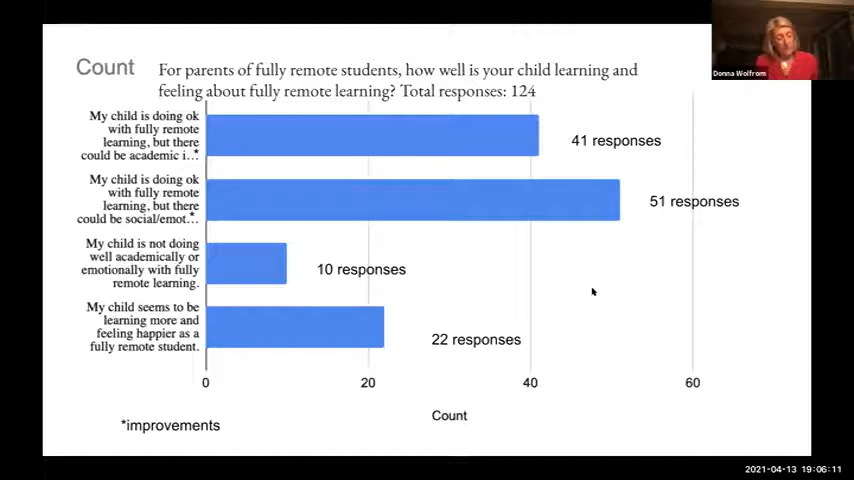 Count
For parents of fully remote students, how well is your child learning and
feeling about fully remote learning? Total responses: 124
Donna Wolfrom
My child is doing ok
with fully remote
learning, but there
could be academic i...*
41 responses
My child is doing ok
with fully remote
learning, but there
could be social/emot...*
51 responses
My child is not doing
well academically or
emotionally with fully
remote learning.
10 responses
My child seems to be
learning more and
feeling happier as a
fully remote student.
22 responses
0 20 40 60
Count
*improvements
2021-04-13 19:06:11